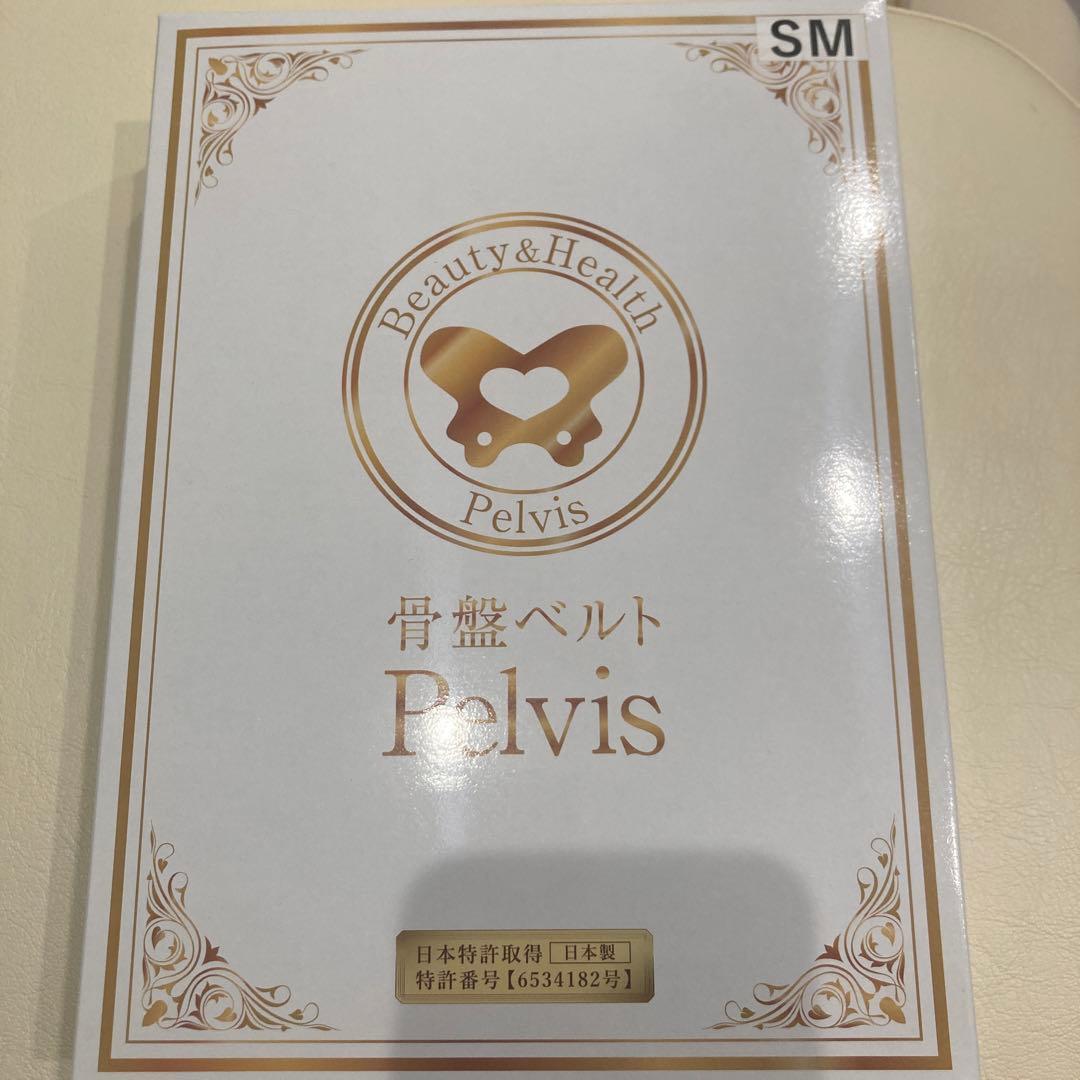 SM
Beauty&Health
Pelvis
骨盤ベルト
Pelvis
日本特許取得 日本製
特許番号【6534182号】